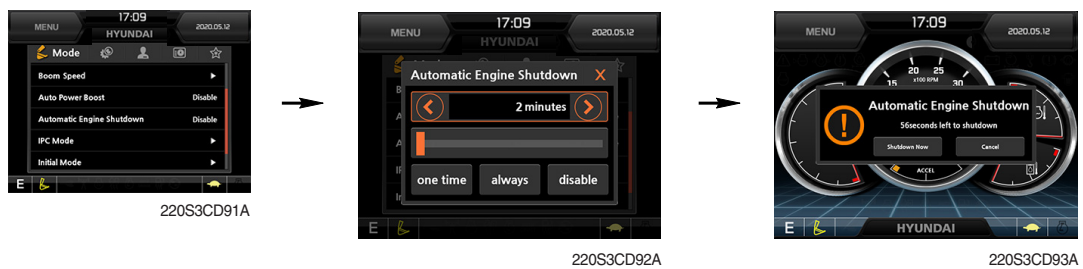 MENU
17:09
2020.05.12
HYUNDAI
Mode
Boom Speed
Auto Power Boost Disable
Automatic Engine Shutdown Disable
IPC Mode
Initial Mode
E
220S3CD91A
MENU
17:09
2020.05.12
HYUNDAI
Automatic Engine Shutdown X
2 minutes
one time always disable
E
220S3CD92A
MENU
17:09
2020.05.12
HYUNDAI
15 20 25 30
x100 RPM
Automatic Engine Shutdown
56seconds left to shutdown
Shutdown Now Cancel
ACCEL
E
HYUNDAI
220S3CD93A